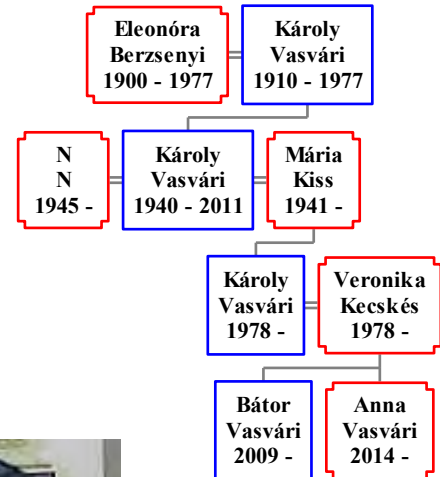 Eleonóra
Berzsenyi
1900 - 1977
Károly
Vasvári
1910 - 1977
N
N
1945 -
Károly
Vasvári
1940 - 2011
Mária
Kiss
1941 -
Károly
Vasvári
1978 -
Veronika
Kecskés
1978 -
Bátor
Vasvári
2009 -
Anna
Vasvári
2014 -